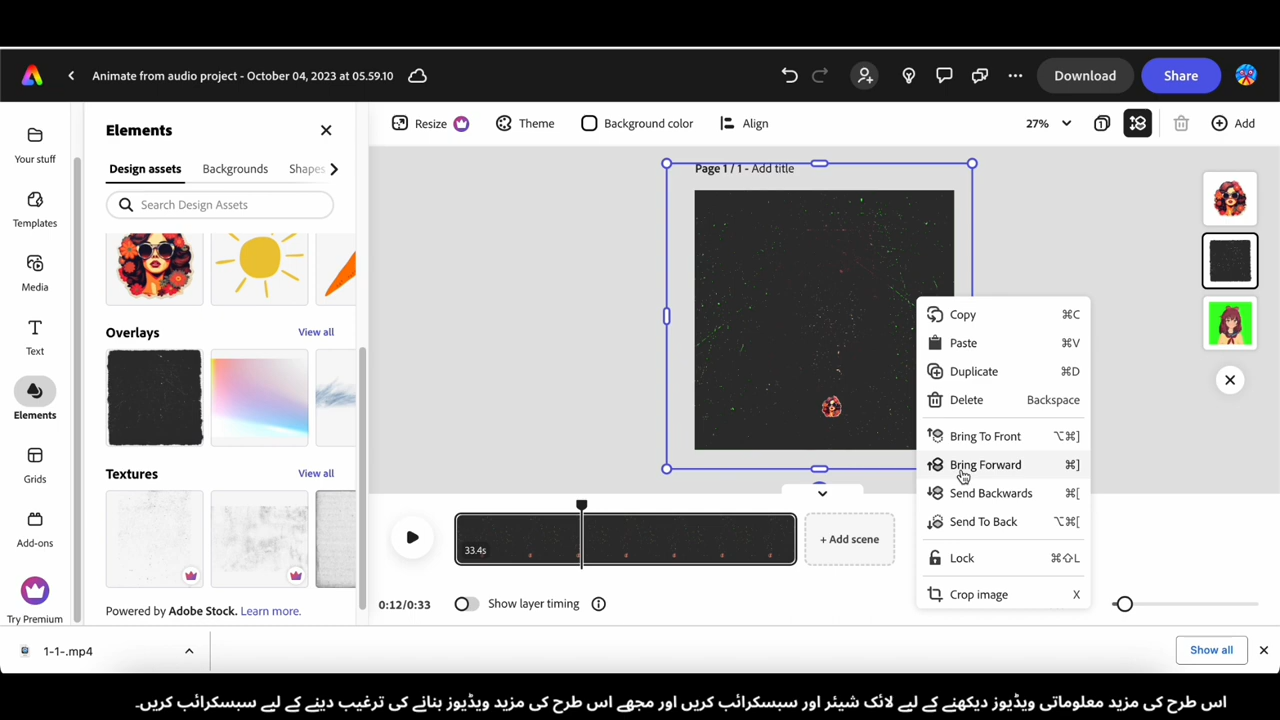 Animate from audio project - October 04, 2023 at 05.59.10
Download
Share
Your stuff
Templates
Media
Text
Elements
Grids
Add-ons
Try Premium
Elements
Design assets
Backgrounds
Shapes
Search Design Assets
Overlays
View all
Textures
View all
Powered by Adobe Stock. Learn more.
Resize
Theme
Background color
Align
27%
Add
Page 1 / 1 - Add title
Copy ⌘C
Paste ⌘V
Duplicate ⌘D
Delete Backspace
Bring To Front ⌥⌘]
Bring Forward ⌘]
Send Backwards ⌘[
Send To Back ⌥⌘[
Lock ⌘⇧L
Crop image X
33.4s
+ Add scene
0:12/0:33
Show layer timing
1-1-.mp4
Show all
اس طرح کی مزید معلوماتی ویڈیوز دیکھنے کے لیے لائک شیئر اور سبسکرائب کریں اور مجھے اس طرح کی مزید ویڈیوز بنانے کی ترغیب دینے کے لیے سبسکرائب کریں۔